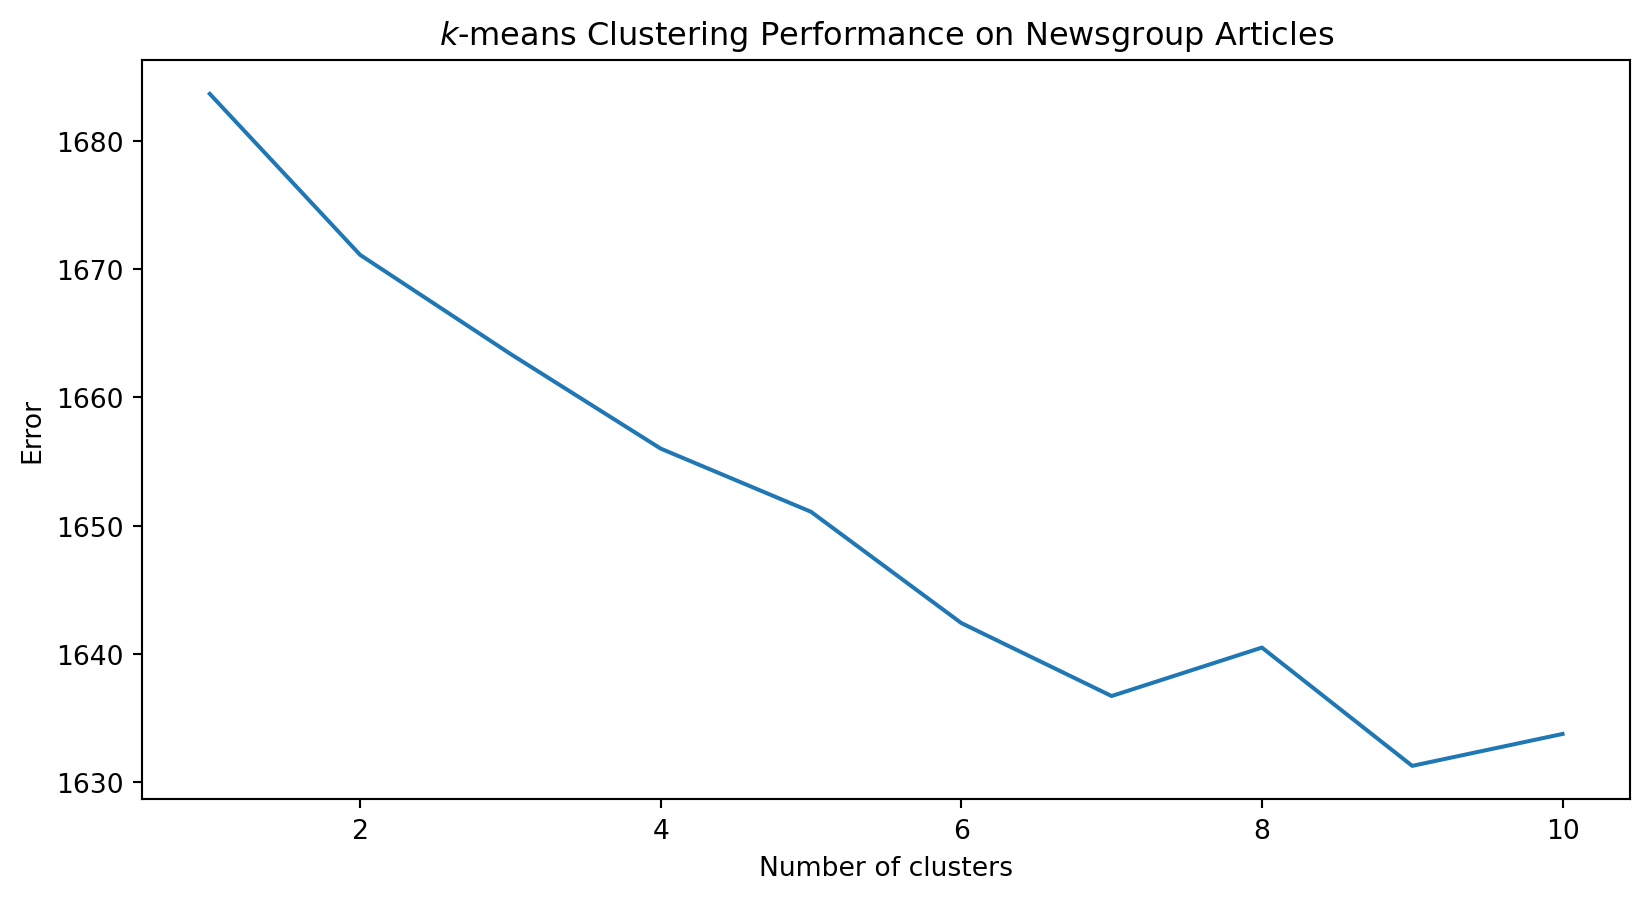 k-means Clustering Performance on Newsgroup Articles
1680
1670
1660
1650
1640
1630
Error
2 4 6 8 10
Number of clusters